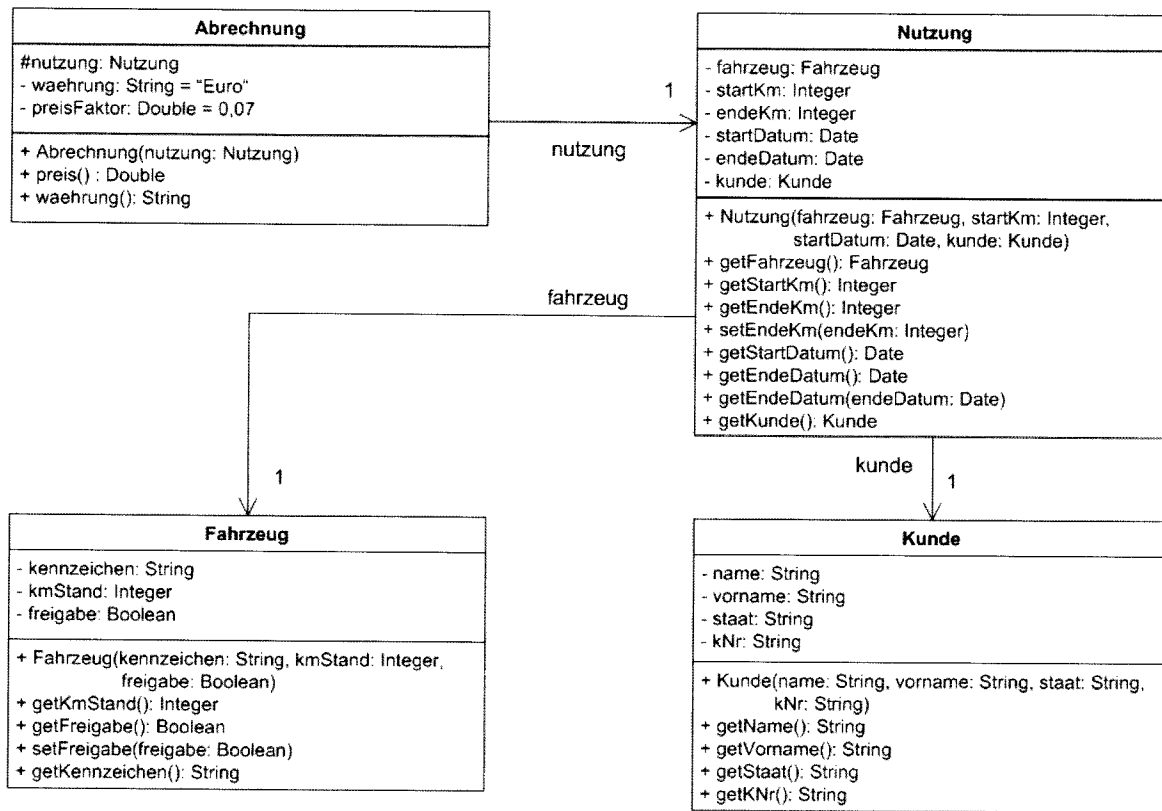 Abrechnung
#nutzung: Nutzung
- waehrung: String = "Euro"
- preisFaktor: Double = 0,07
+ Abrechnung(nutzung: Nutzung)
+ preis() : Double
+ waehrung(): String
1
nutzung
Nutzung
- fahrzeug: Fahrzeug
- startKm: Integer
- endeKm: Integer
- startDatum: Date
- endeDatum: Date
- kunde: Kunde
+ Nutzung(fahrzeug: Fahrzeug, startKm: Integer,
startDatum: Date, kunde: Kunde)
+ getFahrzeug(): Fahrzeug
+ getStartKm(): Integer
+ getEndeKm(): Integer
+ setEndeKm(endeKm: Integer)
+ getStartDatum(): Date
+ getEndeDatum(): Date
+ getEndeDatum(endeDatum: Date)
+ getKunde(): Kunde
fahrzeug
1
kunde
1
Fahrzeug
- kennzeichen: String
- kmStand: Integer
- freigabe: Boolean
+ Fahrzeug(kennzeichen: String, kmStand: Integer,
freigabe: Boolean)
+ getKmStand(): Integer
+ getFreigabe(): Boolean
+ setFreigabe(freigabe: Boolean)
+ getKennzeichen(): String
Kunde
- name: String
- vorname: String
- staat: String
- kNr: String
+ Kunde(name: String, vorname: String, staat: String,
kNr: String)
+ getName(): String
+ getVorname(): String
+ getStaat(): String
+ getKNr(): String